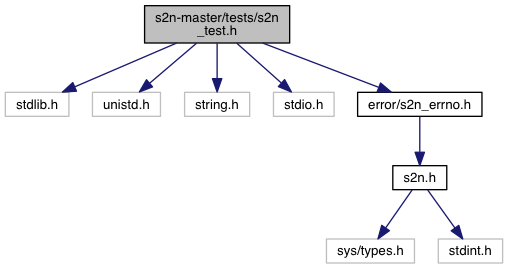 s2n-master/tests/s2n
_test.h
stdlib.h
unistd.h
string.h
stdio.h
error/s2n_errno.h
s2n.h
sys/types.h
stdint.h